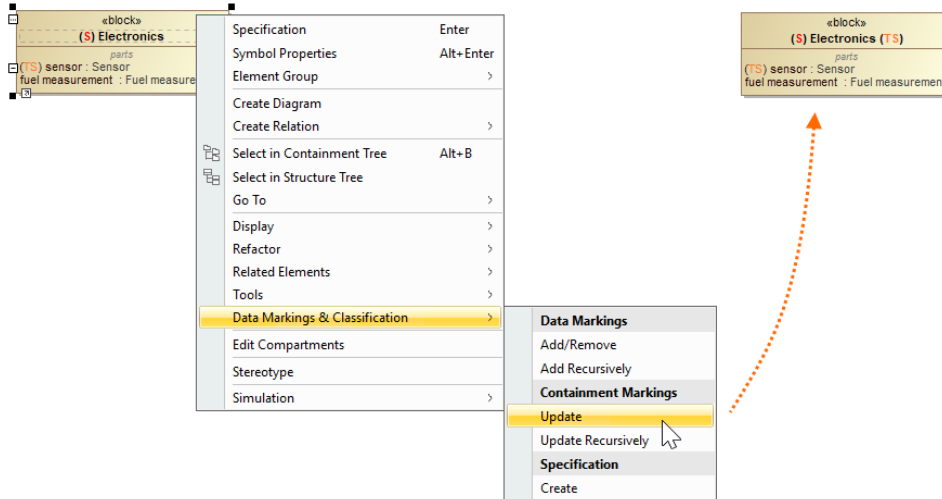 «block»
(S) Electronics
parts
(TS) sensor : Sensor
fuel measurement : Fuel measure
Specification Enter
Symbol Properties Alt+Enter
Element Group
Create Diagram
Create Relation
Select in Containment Tree Alt+B
Select in Structure Tree
Go To
Display
Refactor
Related Elements
Tools
Data Markings & Classification
Edit Compartments
Stereotype
Simulation
Data Markings
Add/Remove
Add Recursively
Containment Markings
Update
Update Recursively
Specification
Create
«block»
(S) Electronics (TS)
parts
(TS) sensor : Sensor
fuel measurement : Fuel measuremen